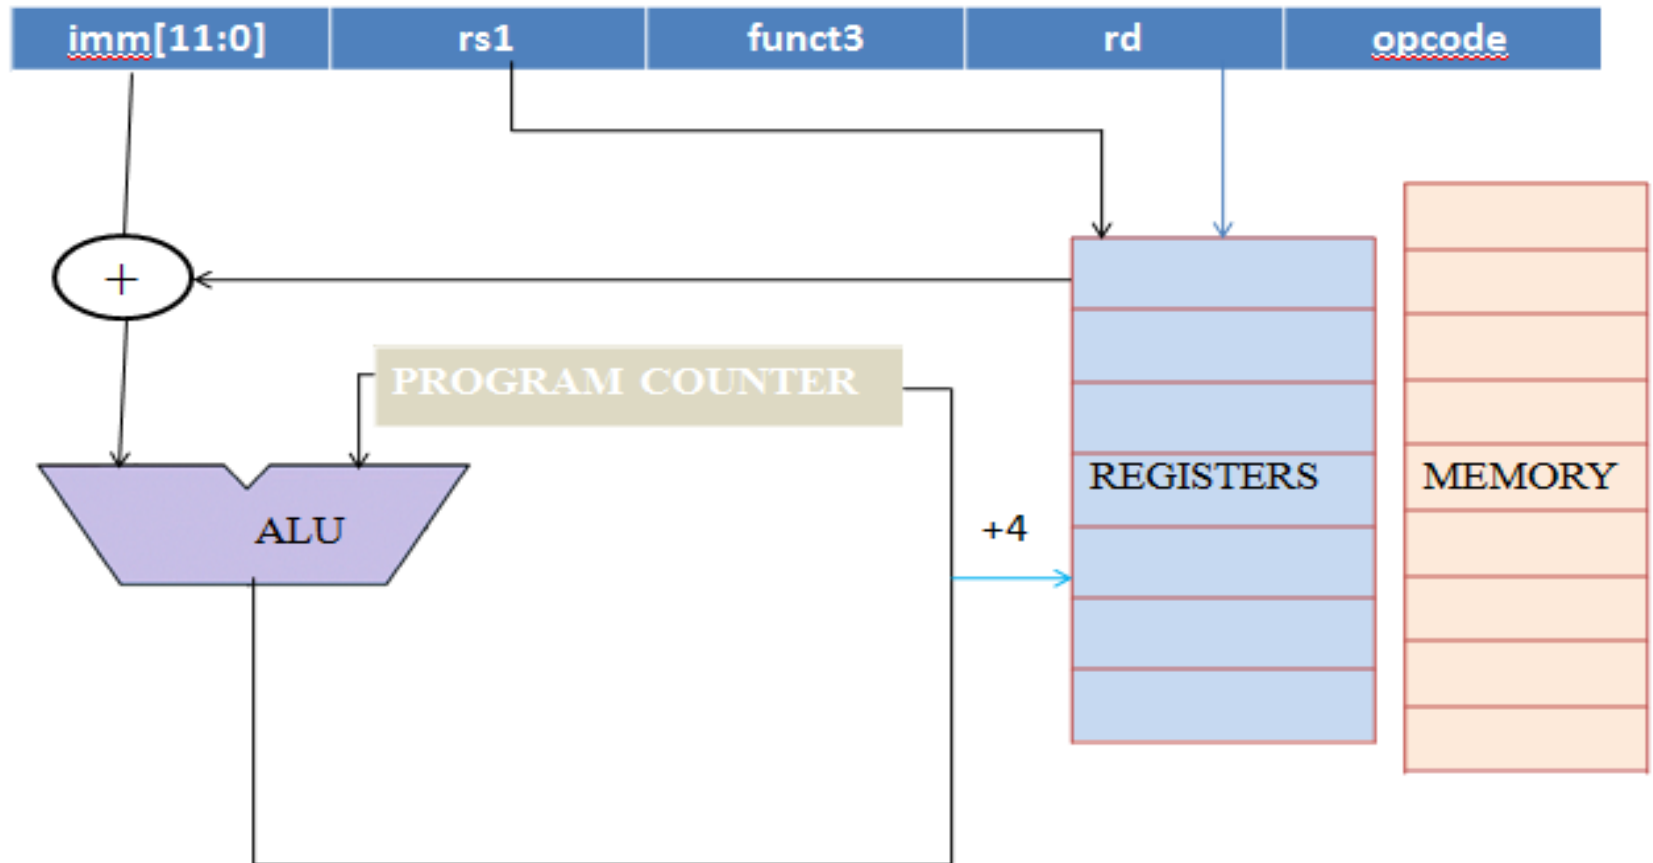 imm[11:0] rs1 funct3 rd opcode
+
PROGRAM COUNTER
REGISTERS
MEMORY
ALU
+4